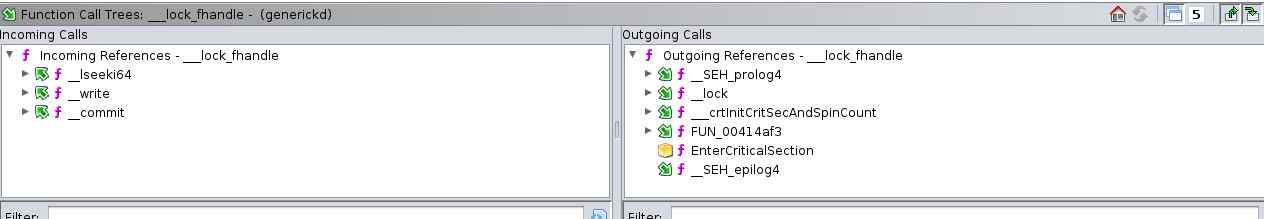 Function Call Trees: ___lock_fhandle - (generickd)
5
Incoming Calls
Incoming References - ___lock_fhandle
__lseeki64
__write
__commit
Filter:
Outgoing Calls
Outgoing References - ___lock_fhandle
__SEH_prolog4
__lock
___crtInitCritSecAndSpinCount
FUN_00414af3
EnterCriticalSection
__SEH_epilog4
Filter: